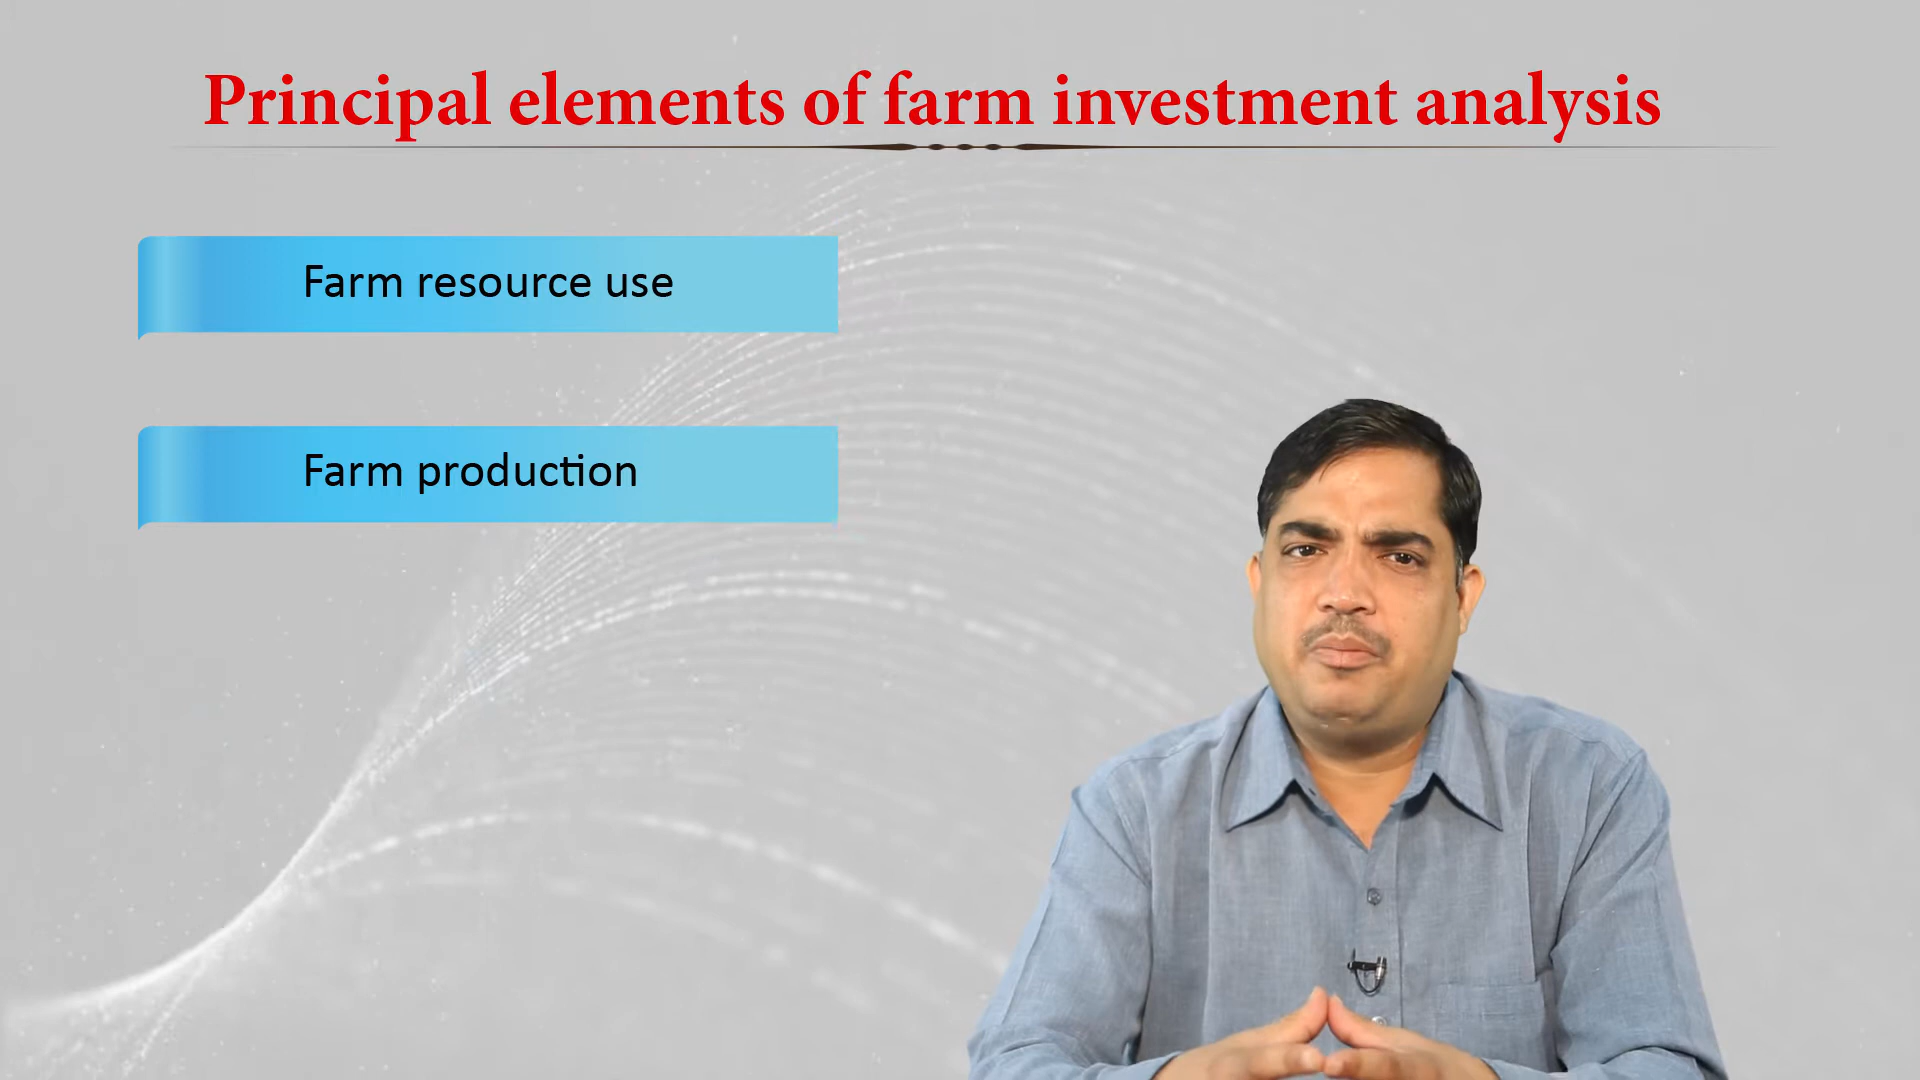 Principal elements of farm investment analysis
Farm resource use
Farm production